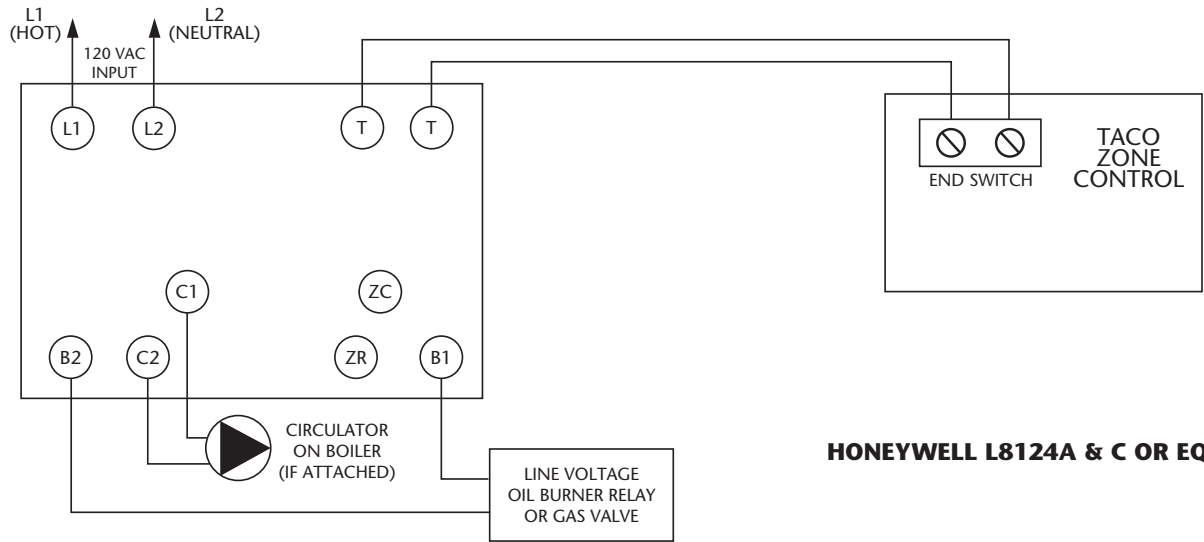 L1
(HOT)
L2
(NEUTRAL)
120 VAC
INPUT
L1
L2
T
T
TACO
ZONE
CONTROL
END SWITCH
C1
ZC
B2
C2
ZR
B1
CIRCULATOR
ON BOILER
(IF ATTACHED)
LINE VOLTAGE
OIL BURNER RELAY
OR GAS VALVE
HONEYWELL L8124A & C OR EQ